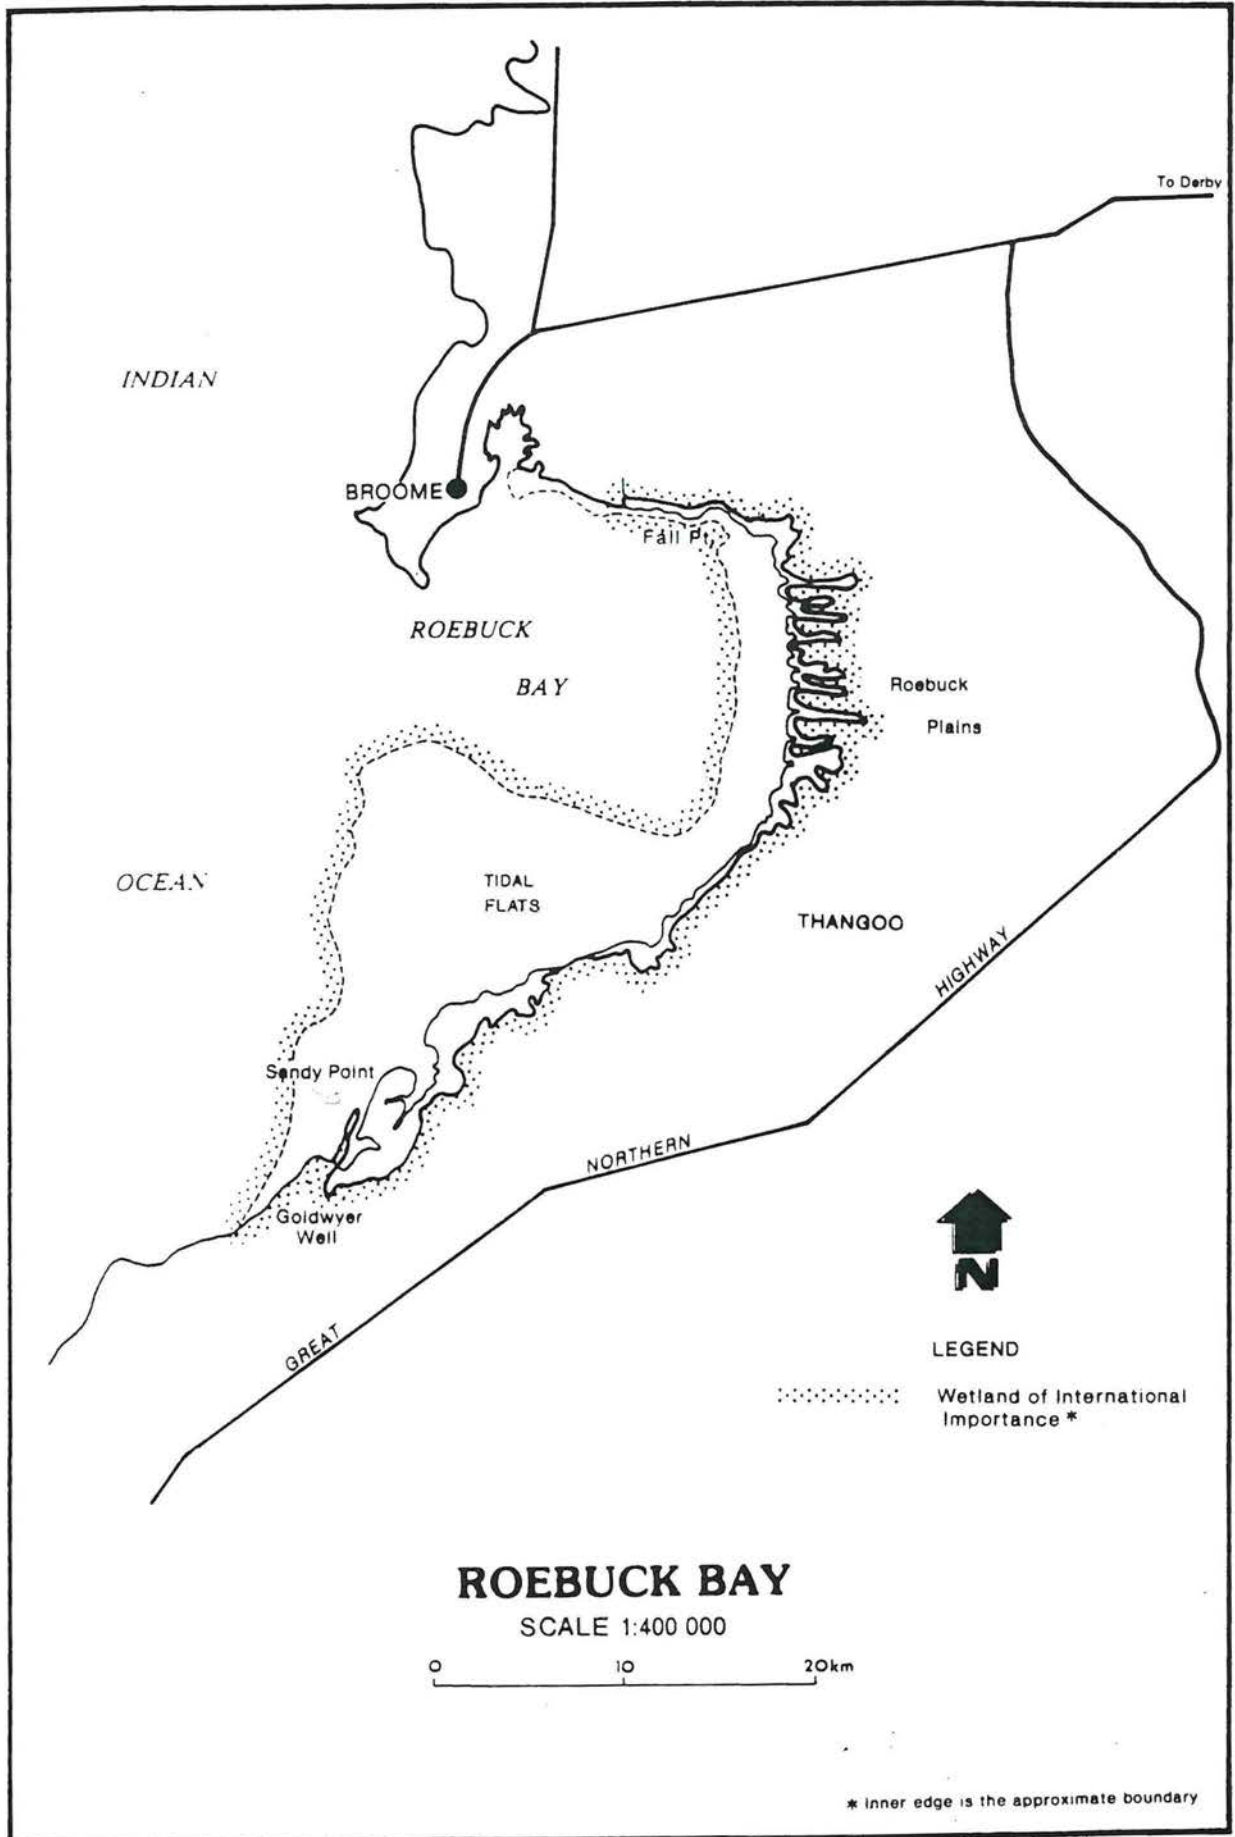 To Derby
INDIAN
BROOME
Fall Pt.
ROEBUCK
BAY
Roebuck
Plains
OCEAN
TIDAL
FLATS
THANGOO
HIGHWAY
Sandy Point
NORTHERN
Goldwyer
Well
GREAT
N
LEGEND
Wetland of International
Importance *
ROEBUCK BAY
SCALE 1:400 000
0 10 20km
* Inner edge is the approximate boundary